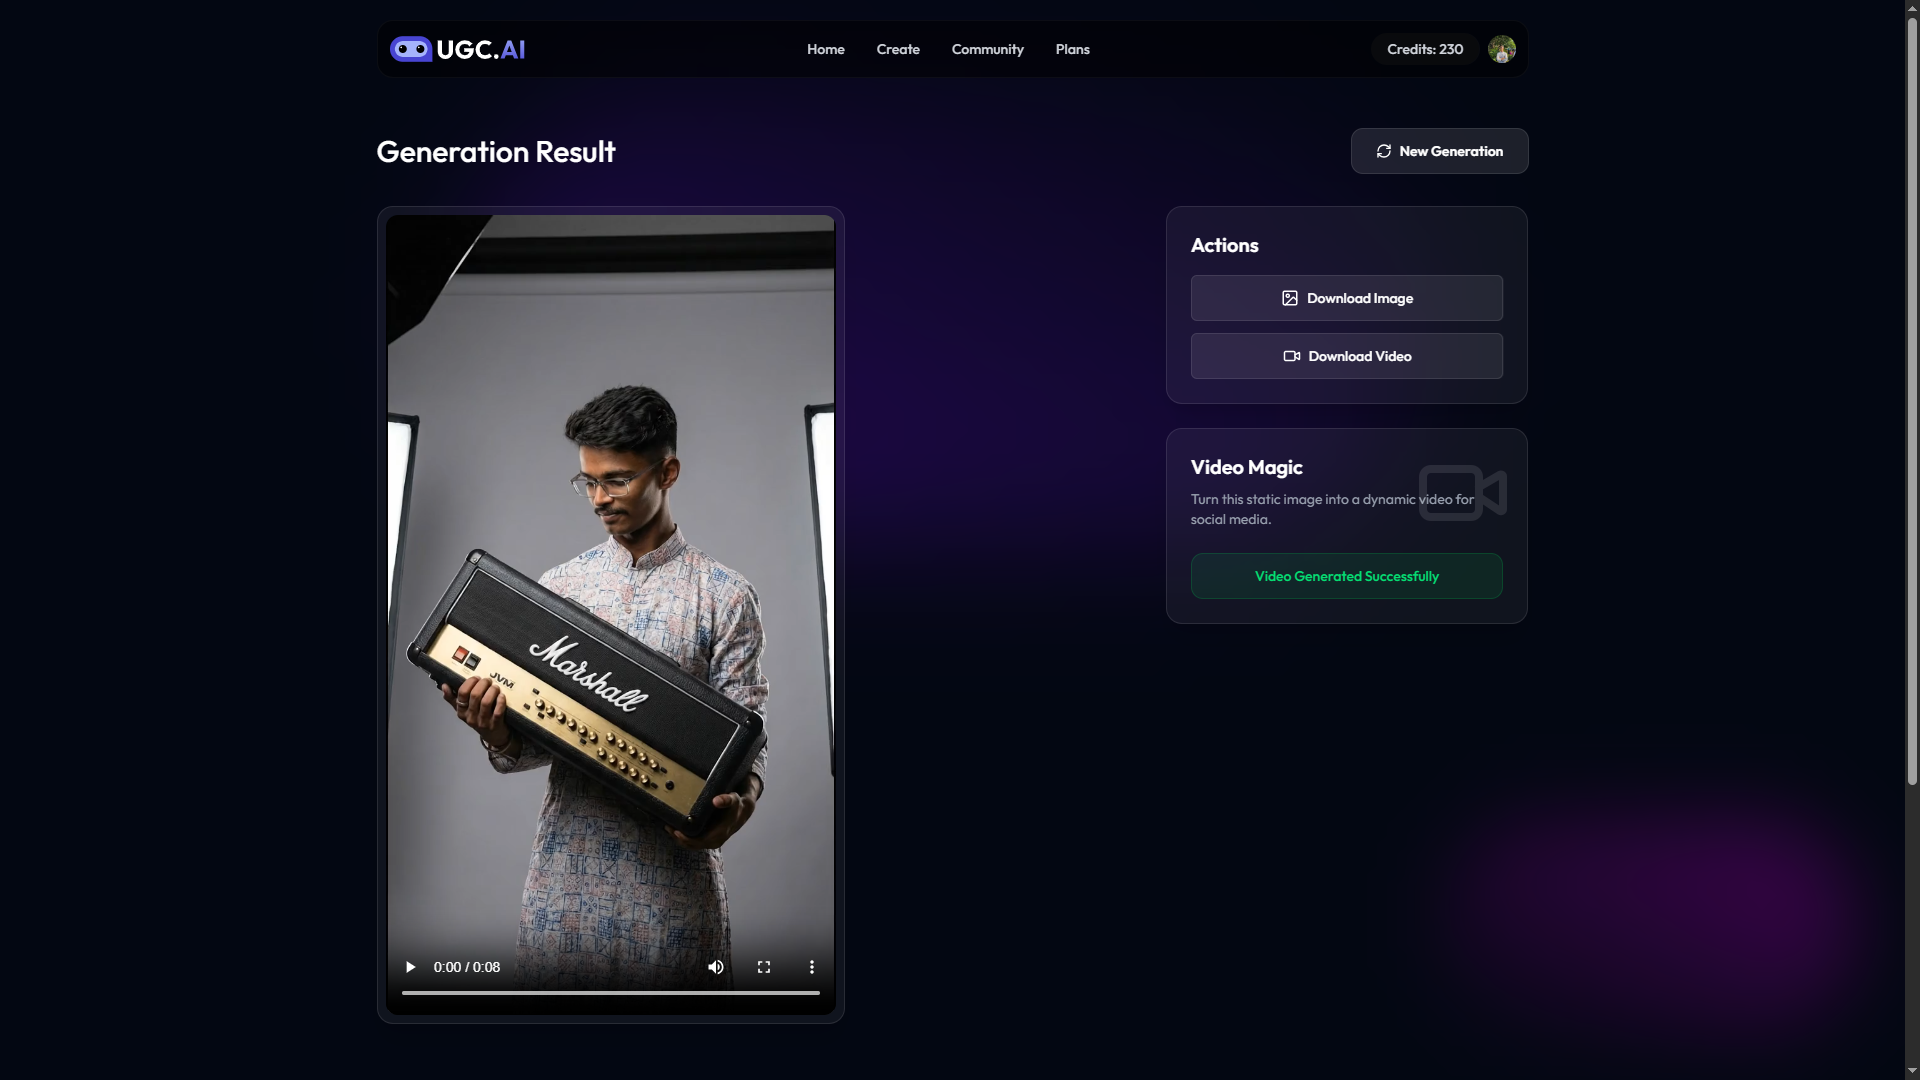 UGC.AI
Home
Create
Community
Plans
Credits: 230
Generation Result
New Generation
Marshall
JVM
0:00 / 0:08
Actions
Download Image
Download Video
Video Magic
Turn this static image into a dynamic video for
social media.
Video Generated Successfully